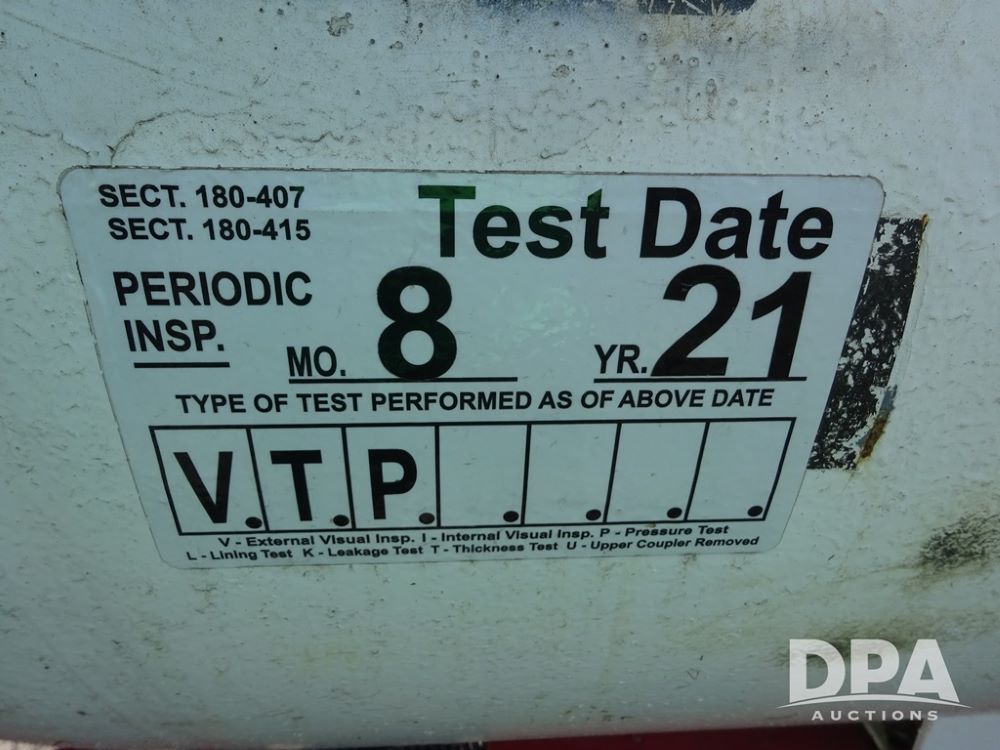 SECT. 180-407
SECT. 180-415
Test Date
PERIODIC
INSP.
MO. 8 YR. 21
TYPE OF TEST PERFORMED AS OF ABOVE DATE
V. T. P. . . . .
V - External Visual Insp. I - Internal Visual Insp. P - Pressure Test
L - Lining Test K - Leakage Test T - Thickness Test U - Upper Coupler Removed
DPA
AUCTIONS